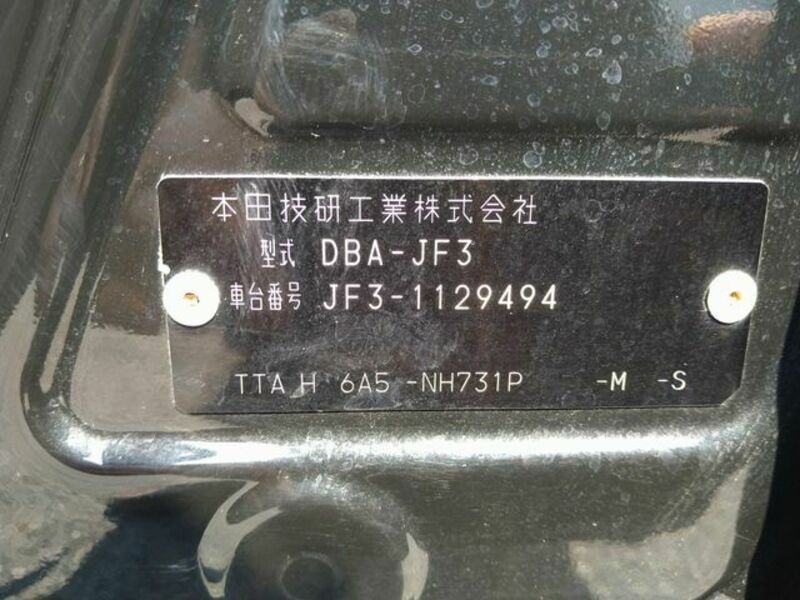 本田技研工業株式会社
型式 DBA-JF3
車台番号 JF3-1129494
TTA H 6A5 -NH731P -M -S